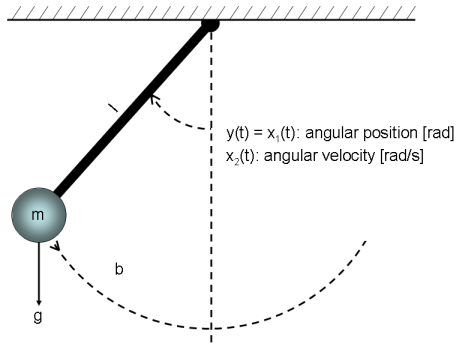 l
y(t) = x₁(t): angular position [rad]
x₂(t): angular velocity [rad/s]
m
b
g